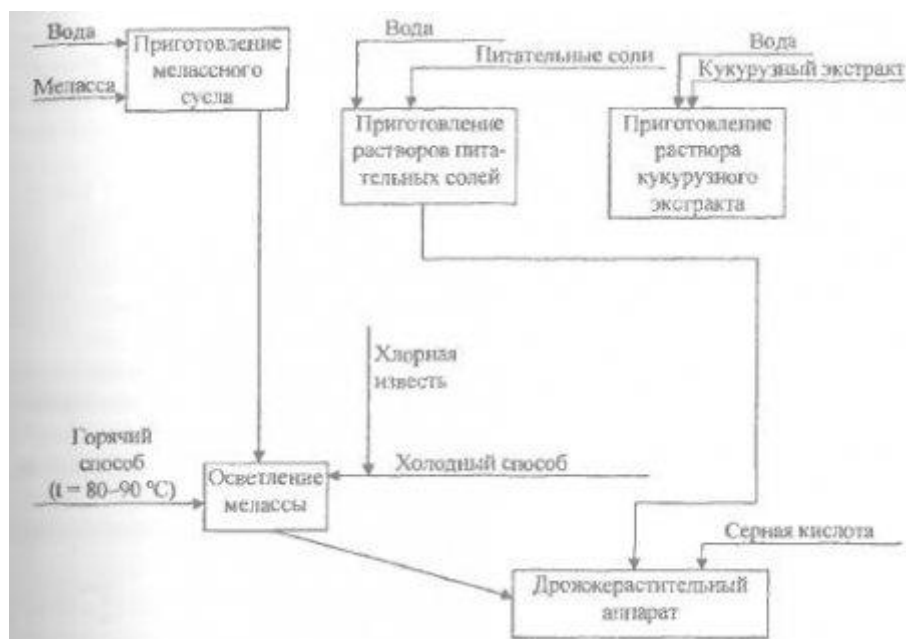 Вода
Меласса
Приготовление
мелассного
сусла
Вода
Питательные соли
Приготовление
растворов пита-
тельных солей
Вода
Кукурузный экстракт
Приготовление
раствора
кукурузного
экстракта
Хлорная
известь
Горячий
способ
(t = 80–90 °C)
Осветление
мелассы
Холодный способ
Серная кислота
Дрожжерастительный
аппарат